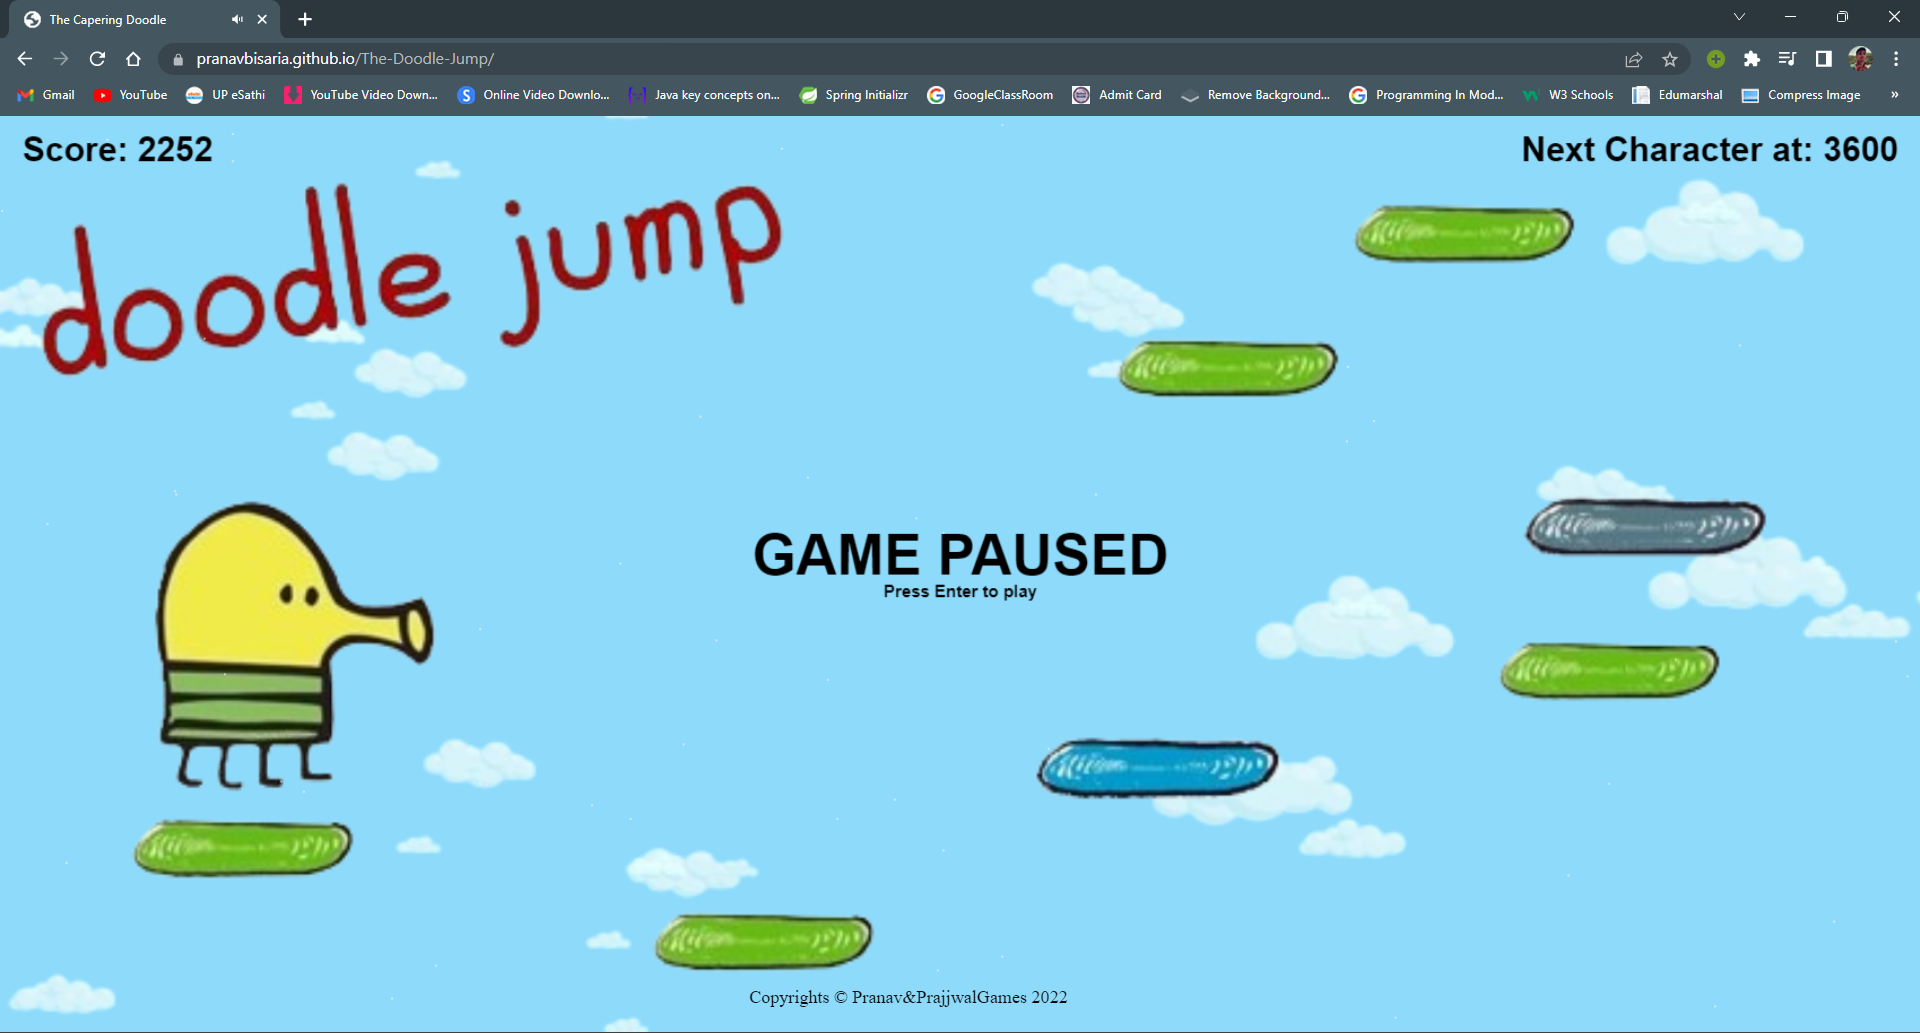 The Capering Doodle
pranavbisaria.github.io/The-Doodle-Jump/
Gmail YouTube UP eSathi YouTube Video Down... Online Video Downlo... Java key concepts on... Spring Initializr GoogleClassRoom Admit Card Remove Background... Programming In Mod... W3 Schools Edumarshal Compress Image »
Score: 2252 Next Character at: 3600
doodle jump
GAME PAUSED
Press Enter to play
Copyrights © Pranav&PrajjwalGames 2022